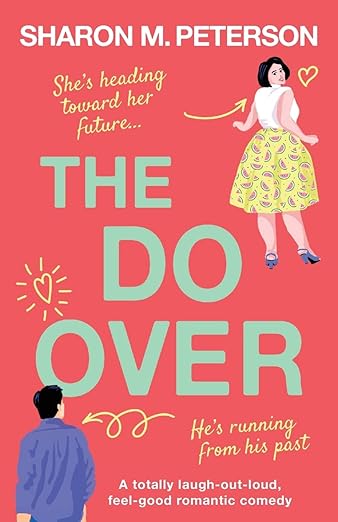 SHARON M. PETERSON
She's heading
toward her
future...
THE
DO
OVER
He's running
from his past
A totally laugh-out-loud,
feel-good romantic comedy